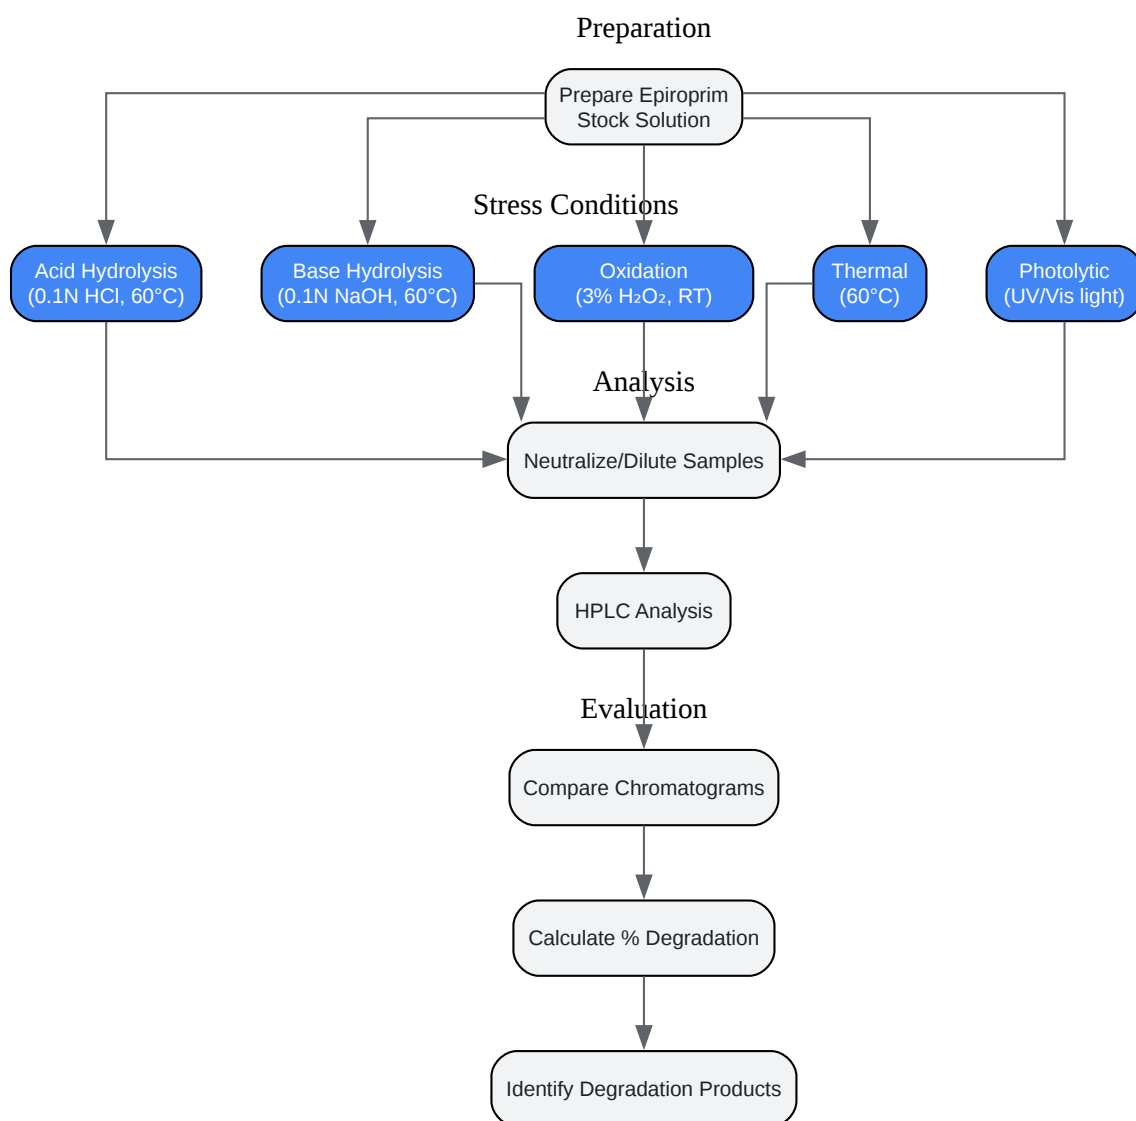 Preparation
Prepare Epiroprim
Stock Solution
Stress Conditions
Acid Hydrolysis
(0.1N HCl, 60°C)
Base Hydrolysis
(0.1N NaOH, 60°C)
Oxidation
(3% H₂O₂, RT)
Thermal
(60°C)
Photolytic
(UV/Vis light)
Analysis
Neutralize/Dilute Samples
HPLC Analysis
Evaluation
Compare Chromatograms
Calculate % Degradation
Identify Degradation Products